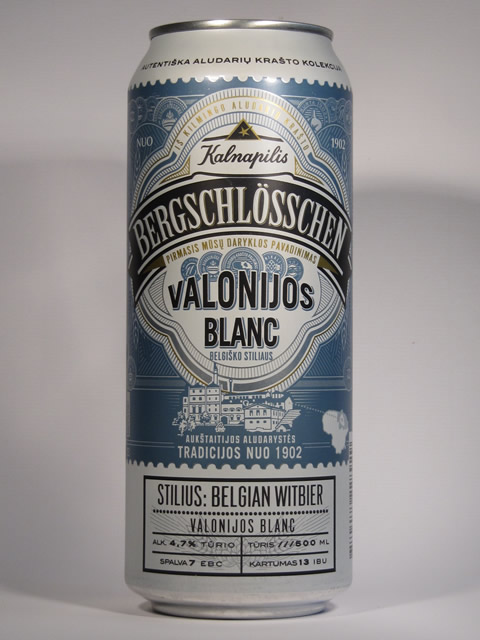 AUTENTIŠKA ALUDARIŲ KRAŠTO KOLEKCIJA
IŠ KILMINGO ALUDARIŲ KRAŠTO
NUO 1902
Kalnapilis
BERGSCHLÖSSCHEN
PIRMASIS MŪSŲ DARYKLOS PAVADINIMAS
VALONIJOS
BLANC
BELGIŠKO STILIAUS
AUKŠTAITIJOS ALUDARYSTĖS
TRADICIJOS NUO 1902
STILIUS: BELGIAN WITBIER
VALONIJOS BLANC
ALK. 4,7% TŪRIO TŪRIS ///500 ML
SPALVA 7 EBC KARTUMAS 13 IBU